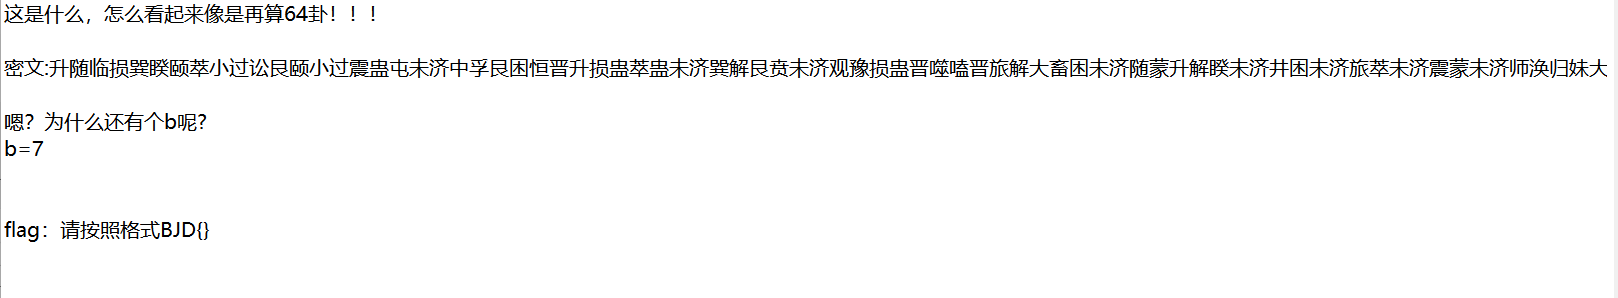 这是什么，怎么看起来像是再算64卦！！！
密文:升随临损巽睽颐萃小过讼艮颐小过震蛊屯未济中孚艮困恒晋升损蛊萃蛊未济巽解艮贲未济观豫损蛊晋噬嗑晋旅解大畜困未济随蒙升解睽未济井困未济旅萃未济震蒙未济师涣归妹大
嗯？为什么还有个b呢？
b=7
flag：请按照格式BJD{}